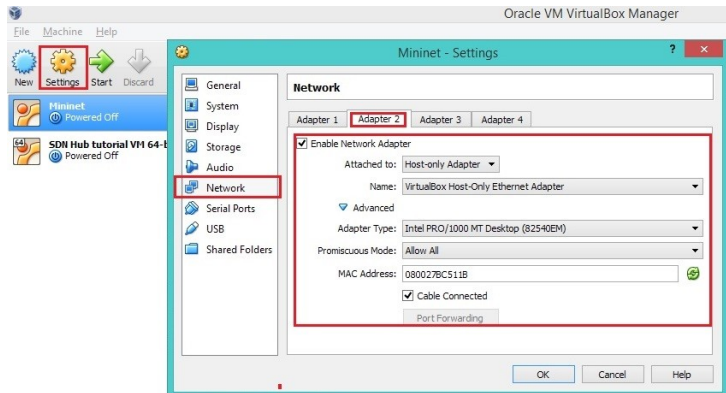 Oracle VM VirtualBox Manager
File Machine Help
New Settings Start Discard
Mininet
Powered Off
64
SDN Hub tutorial VM 64-b
Powered Off
Mininet - Settings
?
General
System
Display
Storage
Audio
Network
Serial Ports
USB
Shared Folders
Network
Adapter 1 Adapter 2 Adapter 3 Adapter 4
Enable Network Adapter
Attached to: Host-only Adapter
Name: VirtualBox Host-Only Ethernet Adapter
Advanced
Adapter Type: Intel PRO/1000 MT Desktop (82540EM)
Promiscuous Mode: Allow All
MAC Address: 080027BC511B
Cable Connected
Port Forwarding
OK Cancel Help